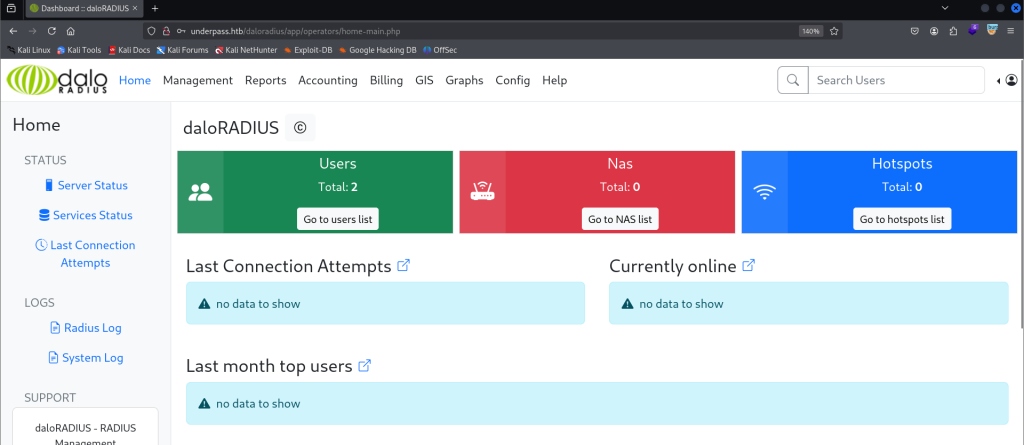 Dashboard :: daloRADIUS
underpass.htb/daloradius/app/operators/home-main.php
140%
Kali Linux
Kali Tools
Kali Docs
Kali Forums
Kali NetHunter
Exploit-DB
Google Hacking DB
OffSec
dalo
RADIUS
Home
Management
Reports
Accounting
Billing
GIS
Graphs
Config
Help
Search Users
Home
STATUS
Server Status
Services Status
Last Connection
Attempts
LOGS
Radius Log
System Log
SUPPORT
daloRADIUS - RADIUS
Management
daloRADIUS ©
Users
Total: 2
Go to users list
Nas
Total: 0
Go to NAS list
Hotspots
Total: 0
Go to hotspots list
Last Connection Attempts
no data to show
Currently online
no data to show
Last month top users
no data to show